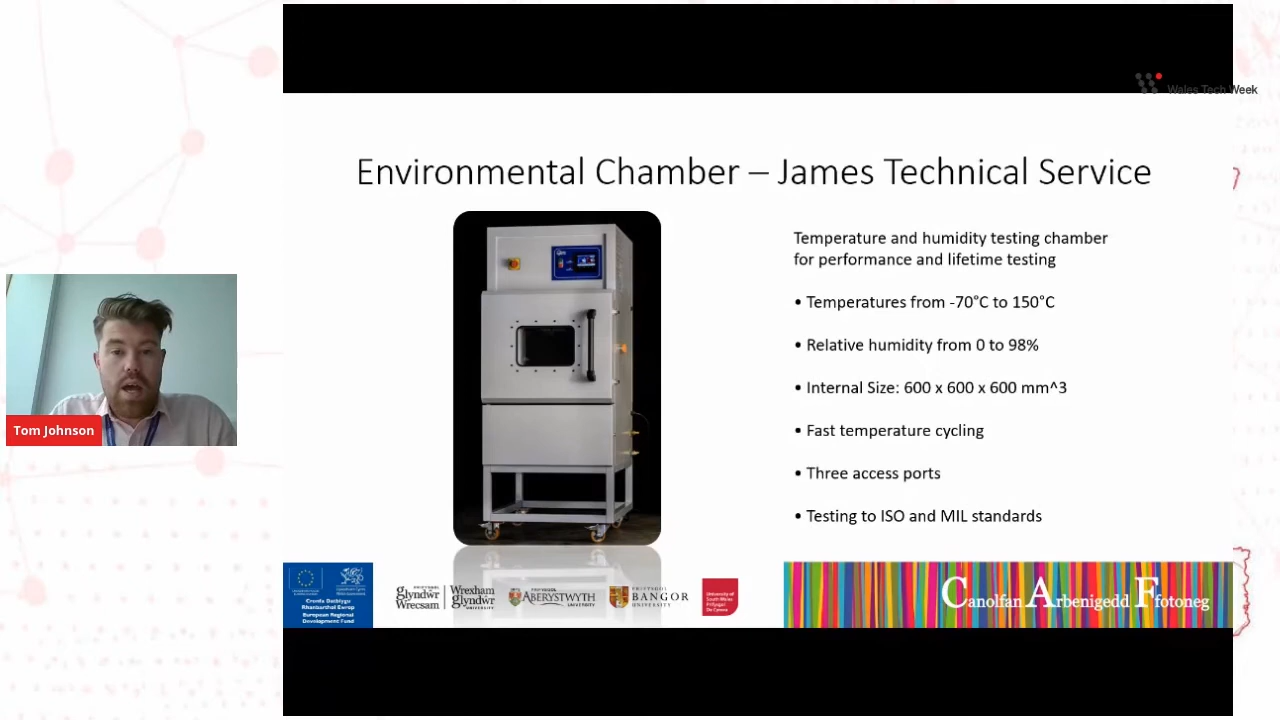 Wales Tech Week
Environmental Chamber – James Technical Service
Temperature and humidity testing chamber
for performance and lifetime testing
• Temperatures from -70°C to 150°C
• Relative humidity from 0 to 98%
• Internal Size: 600 x 600 x 600 mm^3
• Fast temperature cycling
• Three access ports
• Testing to ISO and MIL standards
Tom Johnson
Cronfa Datblygu
Rhanbarthol Ewrop
European Regional
Development Fund
glyndŵr
Wrecsam
Wrexham
glyndŵr
UNIVERSITY
PRIFYSGOL
ABERYSTWYTH
UNIVERSITY
PRIFYSGOL
BANGOR
UNIVERSITY
University of
South Wales
Prifysgol
De Cymru
Canolfan Arbenigedd Ffotoneg